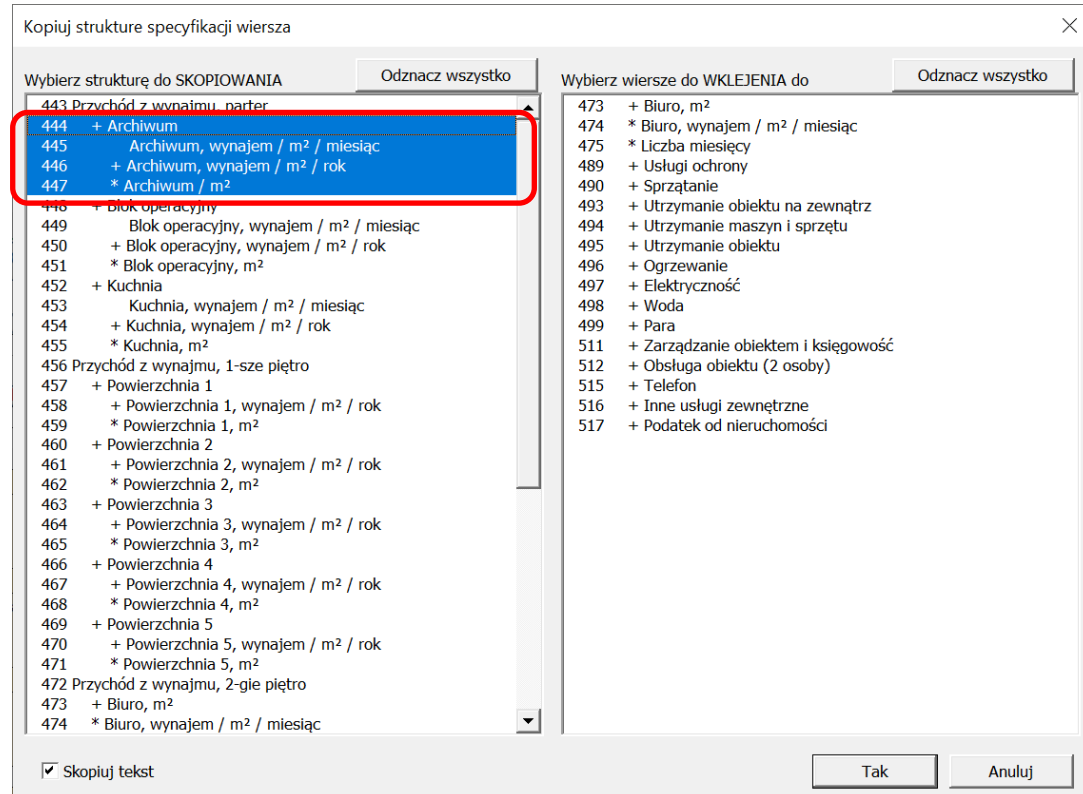 Kopiuj strukture specyfikacji wiersza
Wybierz strukturę do SKOPIOWANIA
Odznacz wszystko
443 Przychód z wynajmu, parter
444 + Archiwum
445 Archiwum, wynajem / m² / miesiąc
446 + Archiwum, wynajem / m² / rok
447 * Archiwum / m²
448 + Blok operacyjny
449 Blok operacyjny, wynajem / m² / miesiąc
450 + Blok operacyjny, wynajem / m² / rok
451 * Blok operacyjny, m²
452 + Kuchnia
453 Kuchnia, wynajem / m² / miesiąc
454 + Kuchnia, wynajem / m² / rok
455 * Kuchnia, m²
456 Przychód z wynajmu, 1-sze piętro
457 + Powierzchnia 1
458 + Powierzchnia 1, wynajem / m² / rok
459 * Powierzchnia 1, m²
460 + Powierzchnia 2
461 + Powierzchnia 2, wynajem / m² / rok
462 * Powierzchnia 2, m²
463 + Powierzchnia 3
464 + Powierzchnia 3, wynajem / m² / rok
465 * Powierzchnia 3, m²
466 + Powierzchnia 4
467 + Powierzchnia 4, wynajem / m² / rok
468 * Powierzchnia 4, m²
469 + Powierzchnia 5
470 + Powierzchnia 5, wynajem / m² / rok
471 * Powierzchnia 5, m²
472 Przychód z wynajmu, 2-gie piętro
473 + Biuro, m²
474 * Biuro, wynajem / m² / miesiąc
Wybierz wiersze do WKLEJENIA do
Odznacz wszystko
473 + Biuro, m²
474 * Biuro, wynajem / m² / miesiąc
475 * Liczba miesięcy
489 + Usługi ochrony
490 + Sprzątanie
493 + Utrzymanie obiektu na zewnątrz
494 + Utrzymanie maszyn i sprzętu
495 + Utrzymanie obiektu
496 + Ogrzewanie
497 + Elektryczność
498 + Woda
499 + Para
511 + Zarządzanie obiektem i księgowość
512 + Obsługa obiektu (2 osoby)
515 + Telefon
516 + Inne usługi zewnętrzne
517 + Podatek od nieruchomości
Skopiuj tekst
Tak
Anuluj